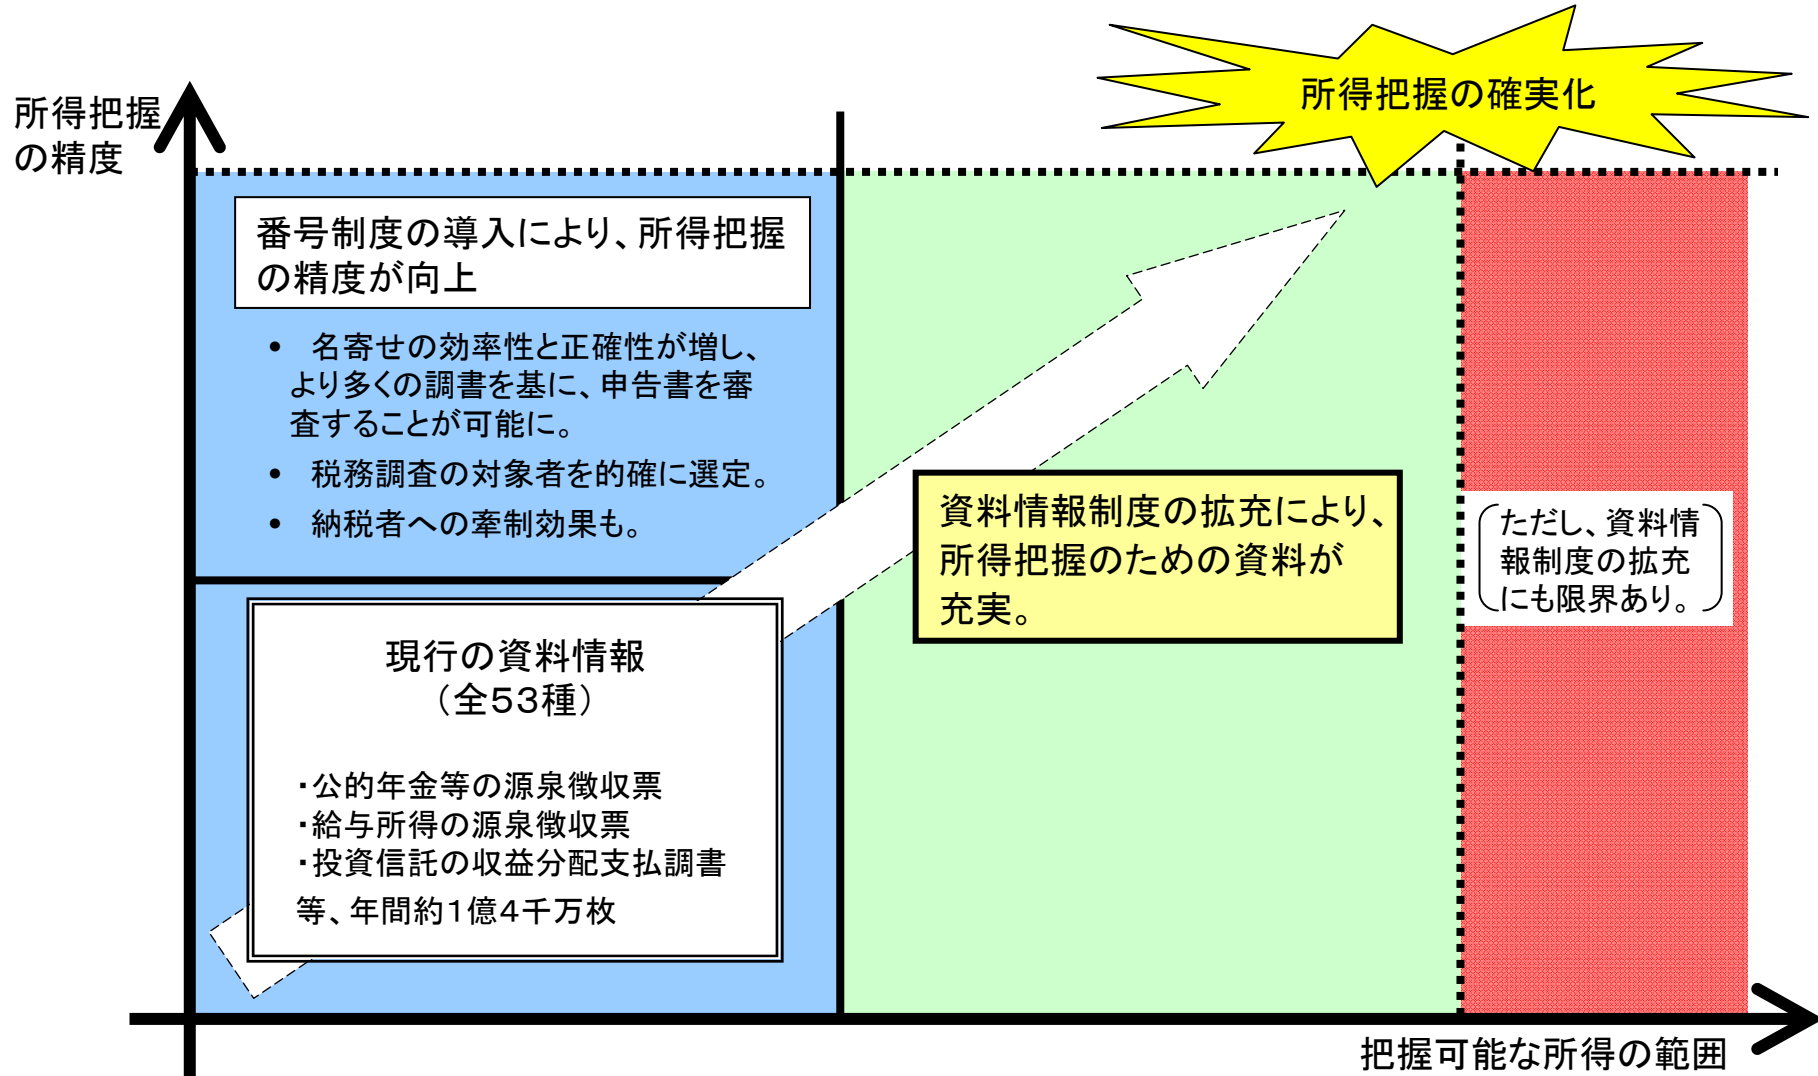 所得把握の確実化
所得把握
の精度
番号制度の導入により、所得把握
の精度が向上
• 名寄せの効率性と正確性が増し、
より多くの調書を基に、申告書を審
査することが可能に。
• 税務調査の対象者を的確に選定。
• 納税者への牽制効果も。
資料情報制度の拡充により、
所得把握のための資料が
充実。
ただし、資料情
報制度の拡充
にも限界あり。
現行の資料情報
（全５３種）
・公的年金等の源泉徴収票
・給与所得の源泉徴収票
・投資信託の収益分配支払調書
等、年間約１億４千万枚
把握可能な所得の範囲